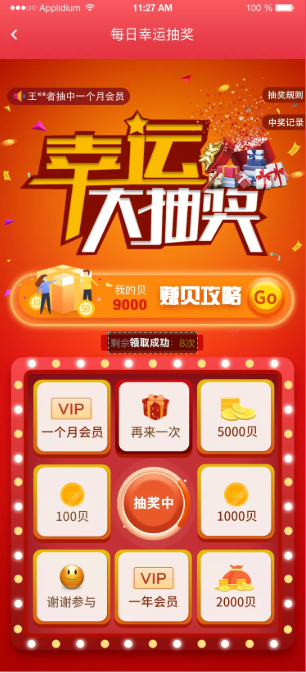 Applidium
11:27 AM
100 %
每日幸运抽奖
王**者抽中一个月会员
抽奖规则
中奖记录
幸运
大抽奖
我的贝
9000
赚贝攻略
Go
10
50
剩余领取成功：8次
VIP
一个月会员
再来一次
5000贝
100贝
抽奖中
1000贝
谢谢参与
VIP
一年会员
2000贝